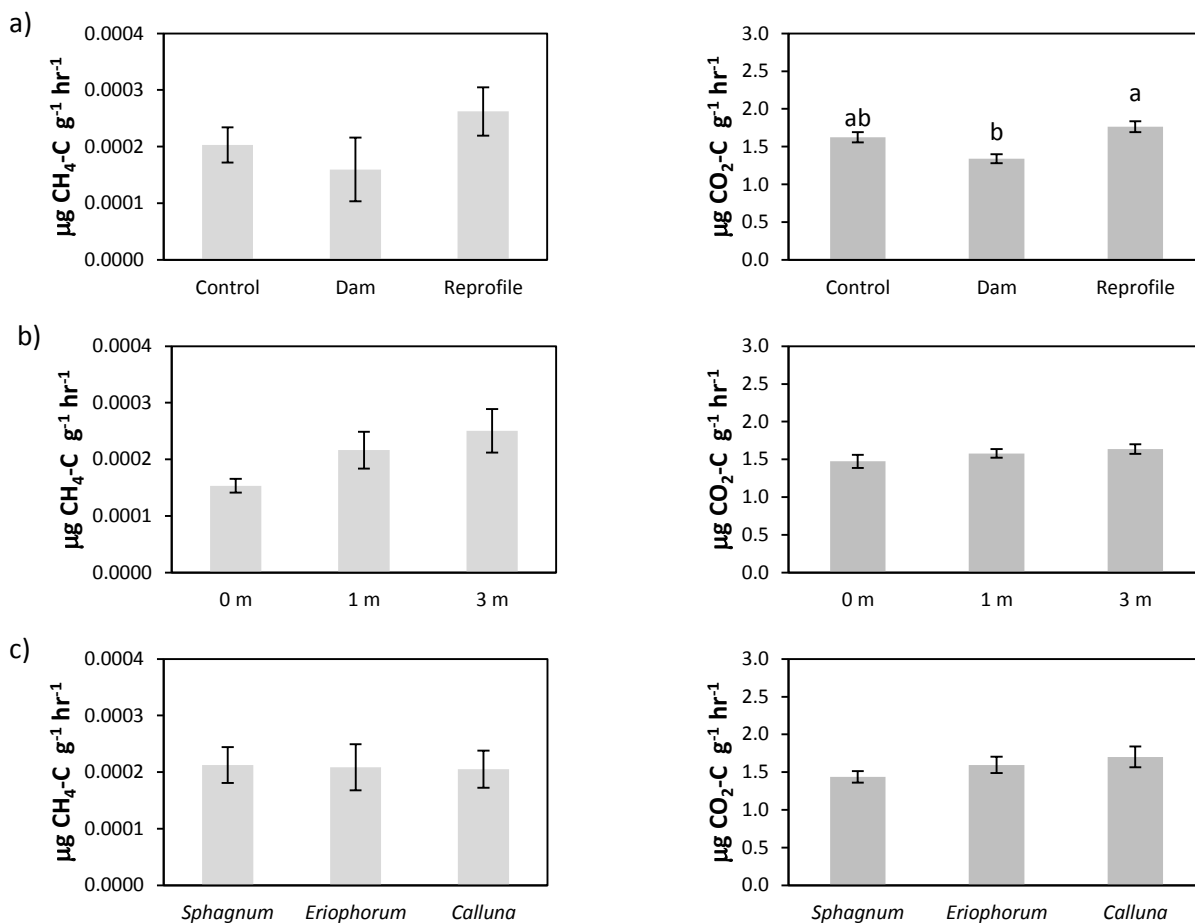 a)
µg CH₄-C g⁻¹ hr⁻¹
0.0004
0.0003
0.0002
0.0001
0.0000
Control Dam Reprofile
µg CO₂-C g⁻¹ hr⁻¹
3.0
2.5
2.0
1.5
1.0
0.5
0.0
ab b a
Control Dam Reprofile
b)
µg CH₄-C g⁻¹ hr⁻¹
0.0004
0.0003
0.0002
0.0001
0.0000
0 m 1 m 3 m
µg CO₂-C g⁻¹ hr⁻¹
3.0
2.5
2.0
1.5
1.0
0.5
0.0
0 m 1 m 3 m
c)
µg CH₄-C g⁻¹ hr⁻¹
0.0004
0.0003
0.0002
0.0001
0.0000
Sphagnum Eriophorum Calluna
µg CO₂-C g⁻¹ hr⁻¹
3.0
2.5
2.0
1.5
1.0
0.5
0.0
Sphagnum Eriophorum Calluna